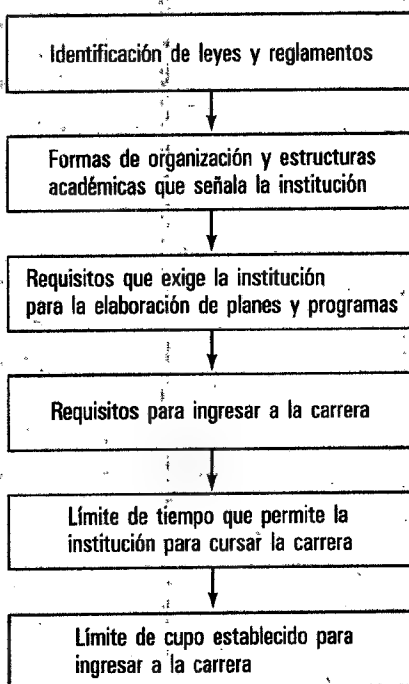 Identificación de leyes y reglamentos
Formas de organización y estructuras
académicas que señala la institución
Requisitos que exige la institución
para la elaboración de planes y programas
Requisitos para ingresar a la carrera
Límite de tiempo que permite la
institución para cursar la carrera
Límite de cupo establecido para
ingresar a la carrera